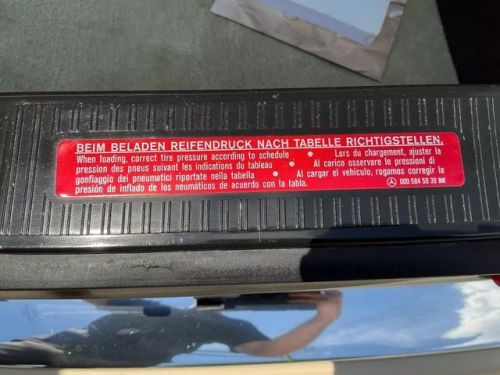 BEIM BELADEN REIFENDRUCK NACH TABELLE RICHTIGSTELLEN.
When loading, correct tire pressure according to schedule • Lors du chargement, ajuster la
pression des pneus suivant les indications du tableau • Al carico osservare le pressioni di
gonfiaggio dei pneumatici riportate nella tabella • Al cargar el vehículo, rogamos corregir la
presión de inflado de los neumáticos de acuerdo con la tabla. 000 584 59 39